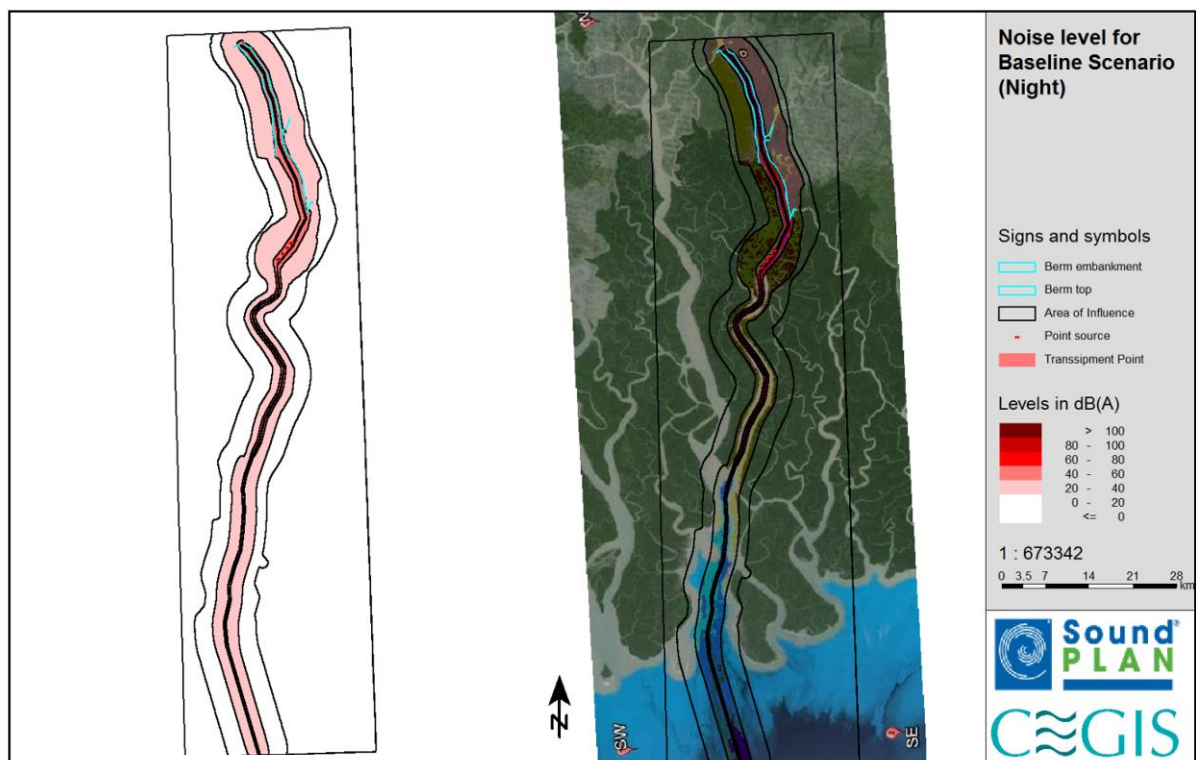 Noise level for
Baseline Scenario
(Night)
Signs and symbols
Berm embankment
Berm top
Area of Influence
Point source
Transsipment Point
Levels in dB(A)
> 100
80 - 100
60 - 80
40 - 60
20 - 40
0 - 20
<= 0
1 : 673342
0 3.5 7 14 21 28
km
Sound®
PLAN
CEGIS
N
SW
SE